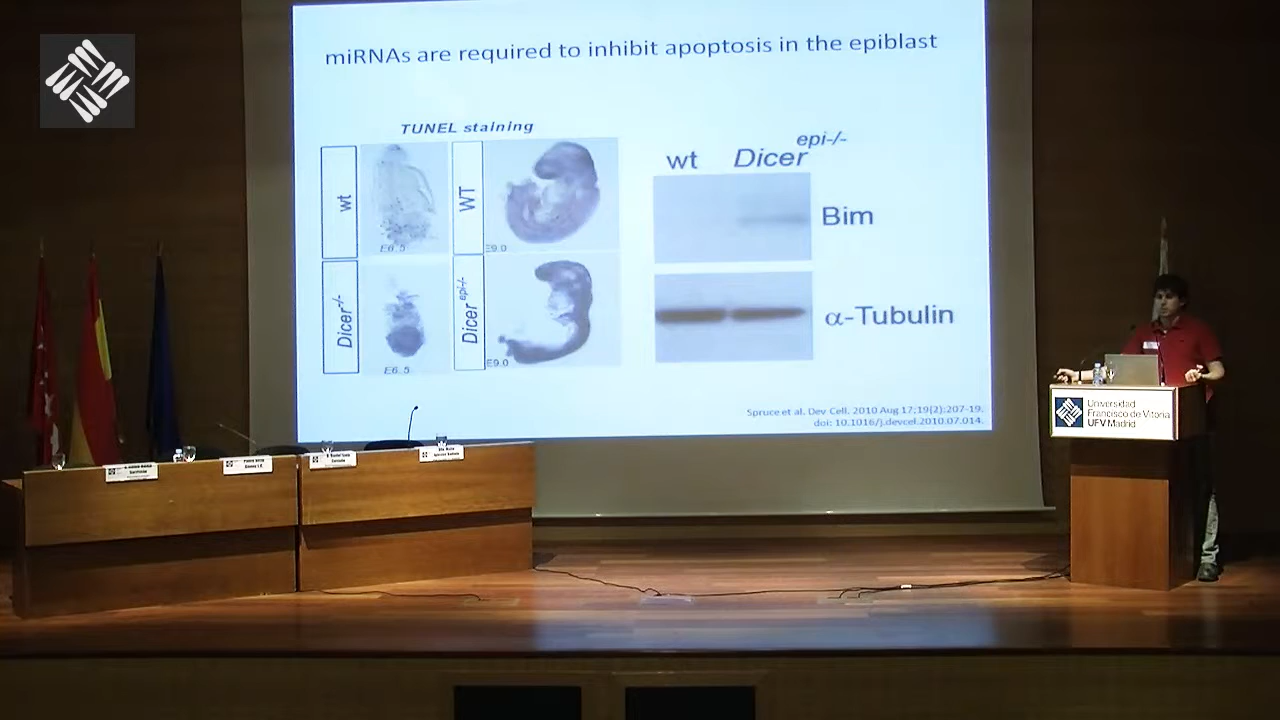 miRNAs are required to inhibit apoptosis in the epiblast
TUNEL staining
wt
E6.5
WT
E9.0
Dicer-/-
E6.5
Dicer epi-/-
E9.0
wt
Dicer epi-/-
Bim
α-Tubulin
Spruce et al. Dev Cell. 2010 Aug 17;19(2):207-19.
doi: 10.1016/j.devcel.2010.07.014.
Universidad
Francisco de Vitoria
UFV Madrid